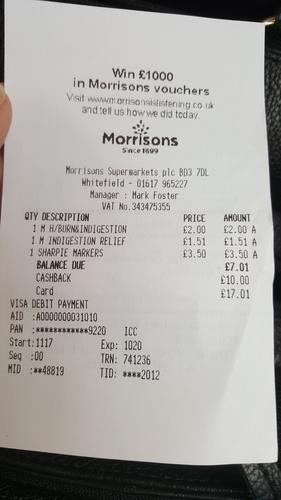 Win £1000
in Morrisons vouchers
Visit www.morrisonsislistening.co.uk
and tell us how we did today.
Morrisons
Since 1899
Morrisons Supermarkets plc BD3 7DL
Whitefield - 01617 965227
Manager : Mark Foster
VAT No.343475355
QTY DESCRIPTION PRICE AMOUNT
1 M H/BURN&INDIGESTION £2.00 £2.00 A
1 M INDIGESTION RELIEF £1.51 £1.51 A
1 SHARPIE MARKERS £3.50 £3.50 A
BALANCE DUE £7.01
CASHBACK £10.00
Card £17.01
VISA DEBIT PAYMENT
AID :A0000000031010
PAN :************9220 ICC
Start:1117 Exp: 1020
Seq :00 TRN: 741236
MID :**48819 TID: ****2012